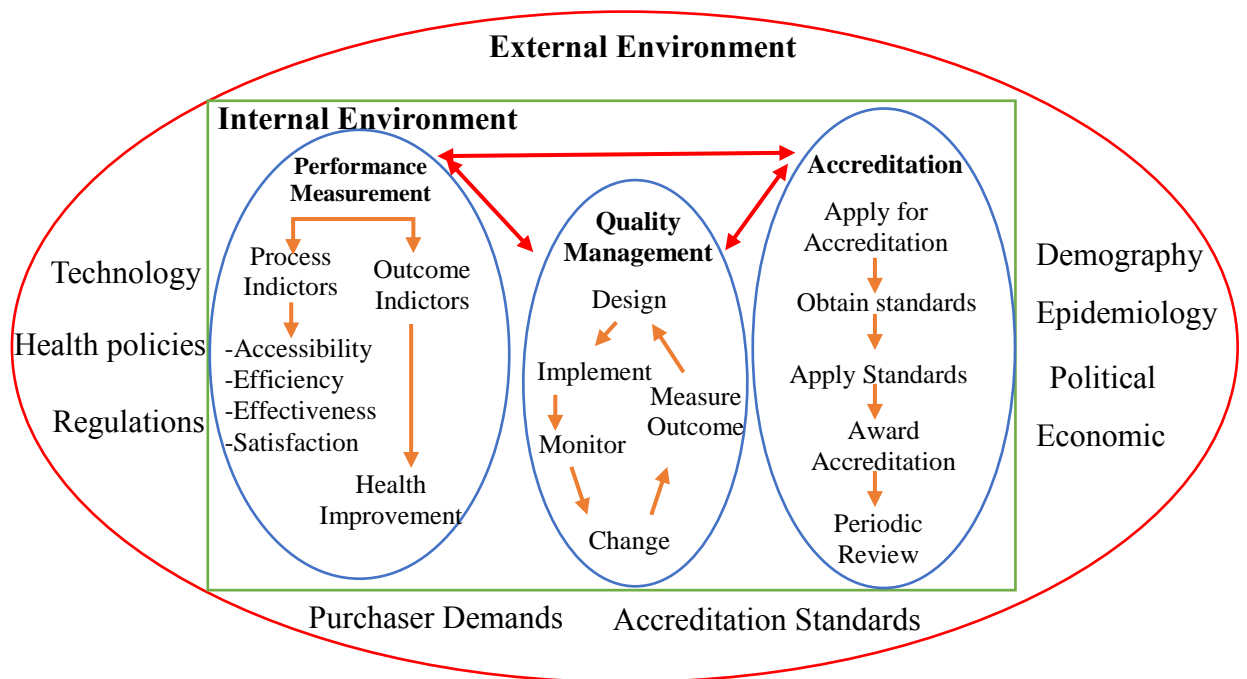 External Environment
Internal Environment
Performance
Measurement
Process
Indictors
Outcome
Indictors
-Accessibility
-Efficiency
-Effectiveness
-Satisfaction
Health
Improvement
Quality
Management
Design
Implement
Monitor
Change
Measure
Outcome
Accreditation
Apply for
Accreditation
Obtain standards
Apply Standards
Award
Accreditation
Periodic
Review
Technology
Health policies
Regulations
Demography
Epidemiology
Political
Economic
Purchaser Demands
Accreditation Standards